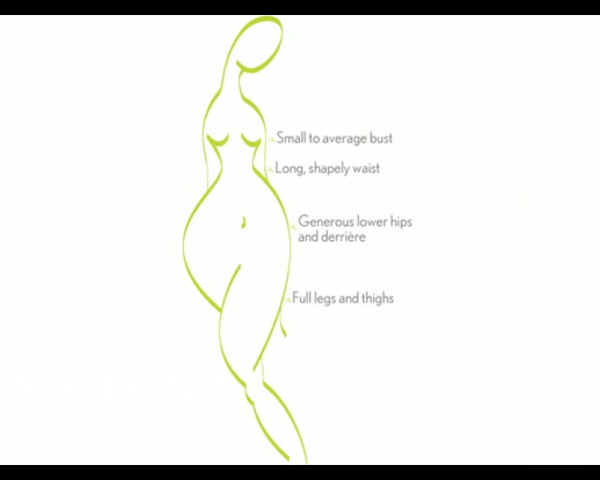 Small to average bust
Long, shapely waist
Generous lower hips
and derrière
Full legs and thighs